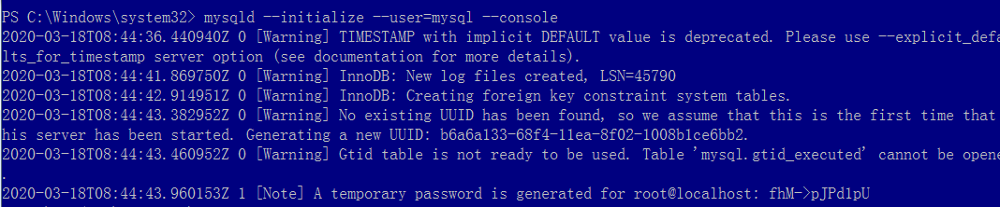 PS C:\Windows\system32> mysqld --initialize --user=mysql --console
2020-03-18T08:44:36.440940Z 0 [Warning] TIMESTAMP with implicit DEFAULT value is deprecated. Please use --explicit_defa
lts_for_timestamp server option (see documentation for more details).
2020-03-18T08:44:41.869750Z 0 [Warning] InnoDB: New log files created, LSN=45790
2020-03-18T08:44:42.914951Z 0 [Warning] InnoDB: Creating foreign key constraint system tables.
2020-03-18T08:44:43.382952Z 0 [Warning] No existing UUID has been found, so we assume that this is the first time that
his server has been started. Generating a new UUID: b6a6a133-68f4-11ea-8f02-1008b1ce6bb2.
2020-03-18T08:44:43.460952Z 0 [Warning] Gtid table is not ready to be used. Table 'mysql.gtid_executed' cannot be opene
.
2020-03-18T08:44:43.960153Z 1 [Note] A temporary password is generated for root@localhost: fhM->pJPdlpU